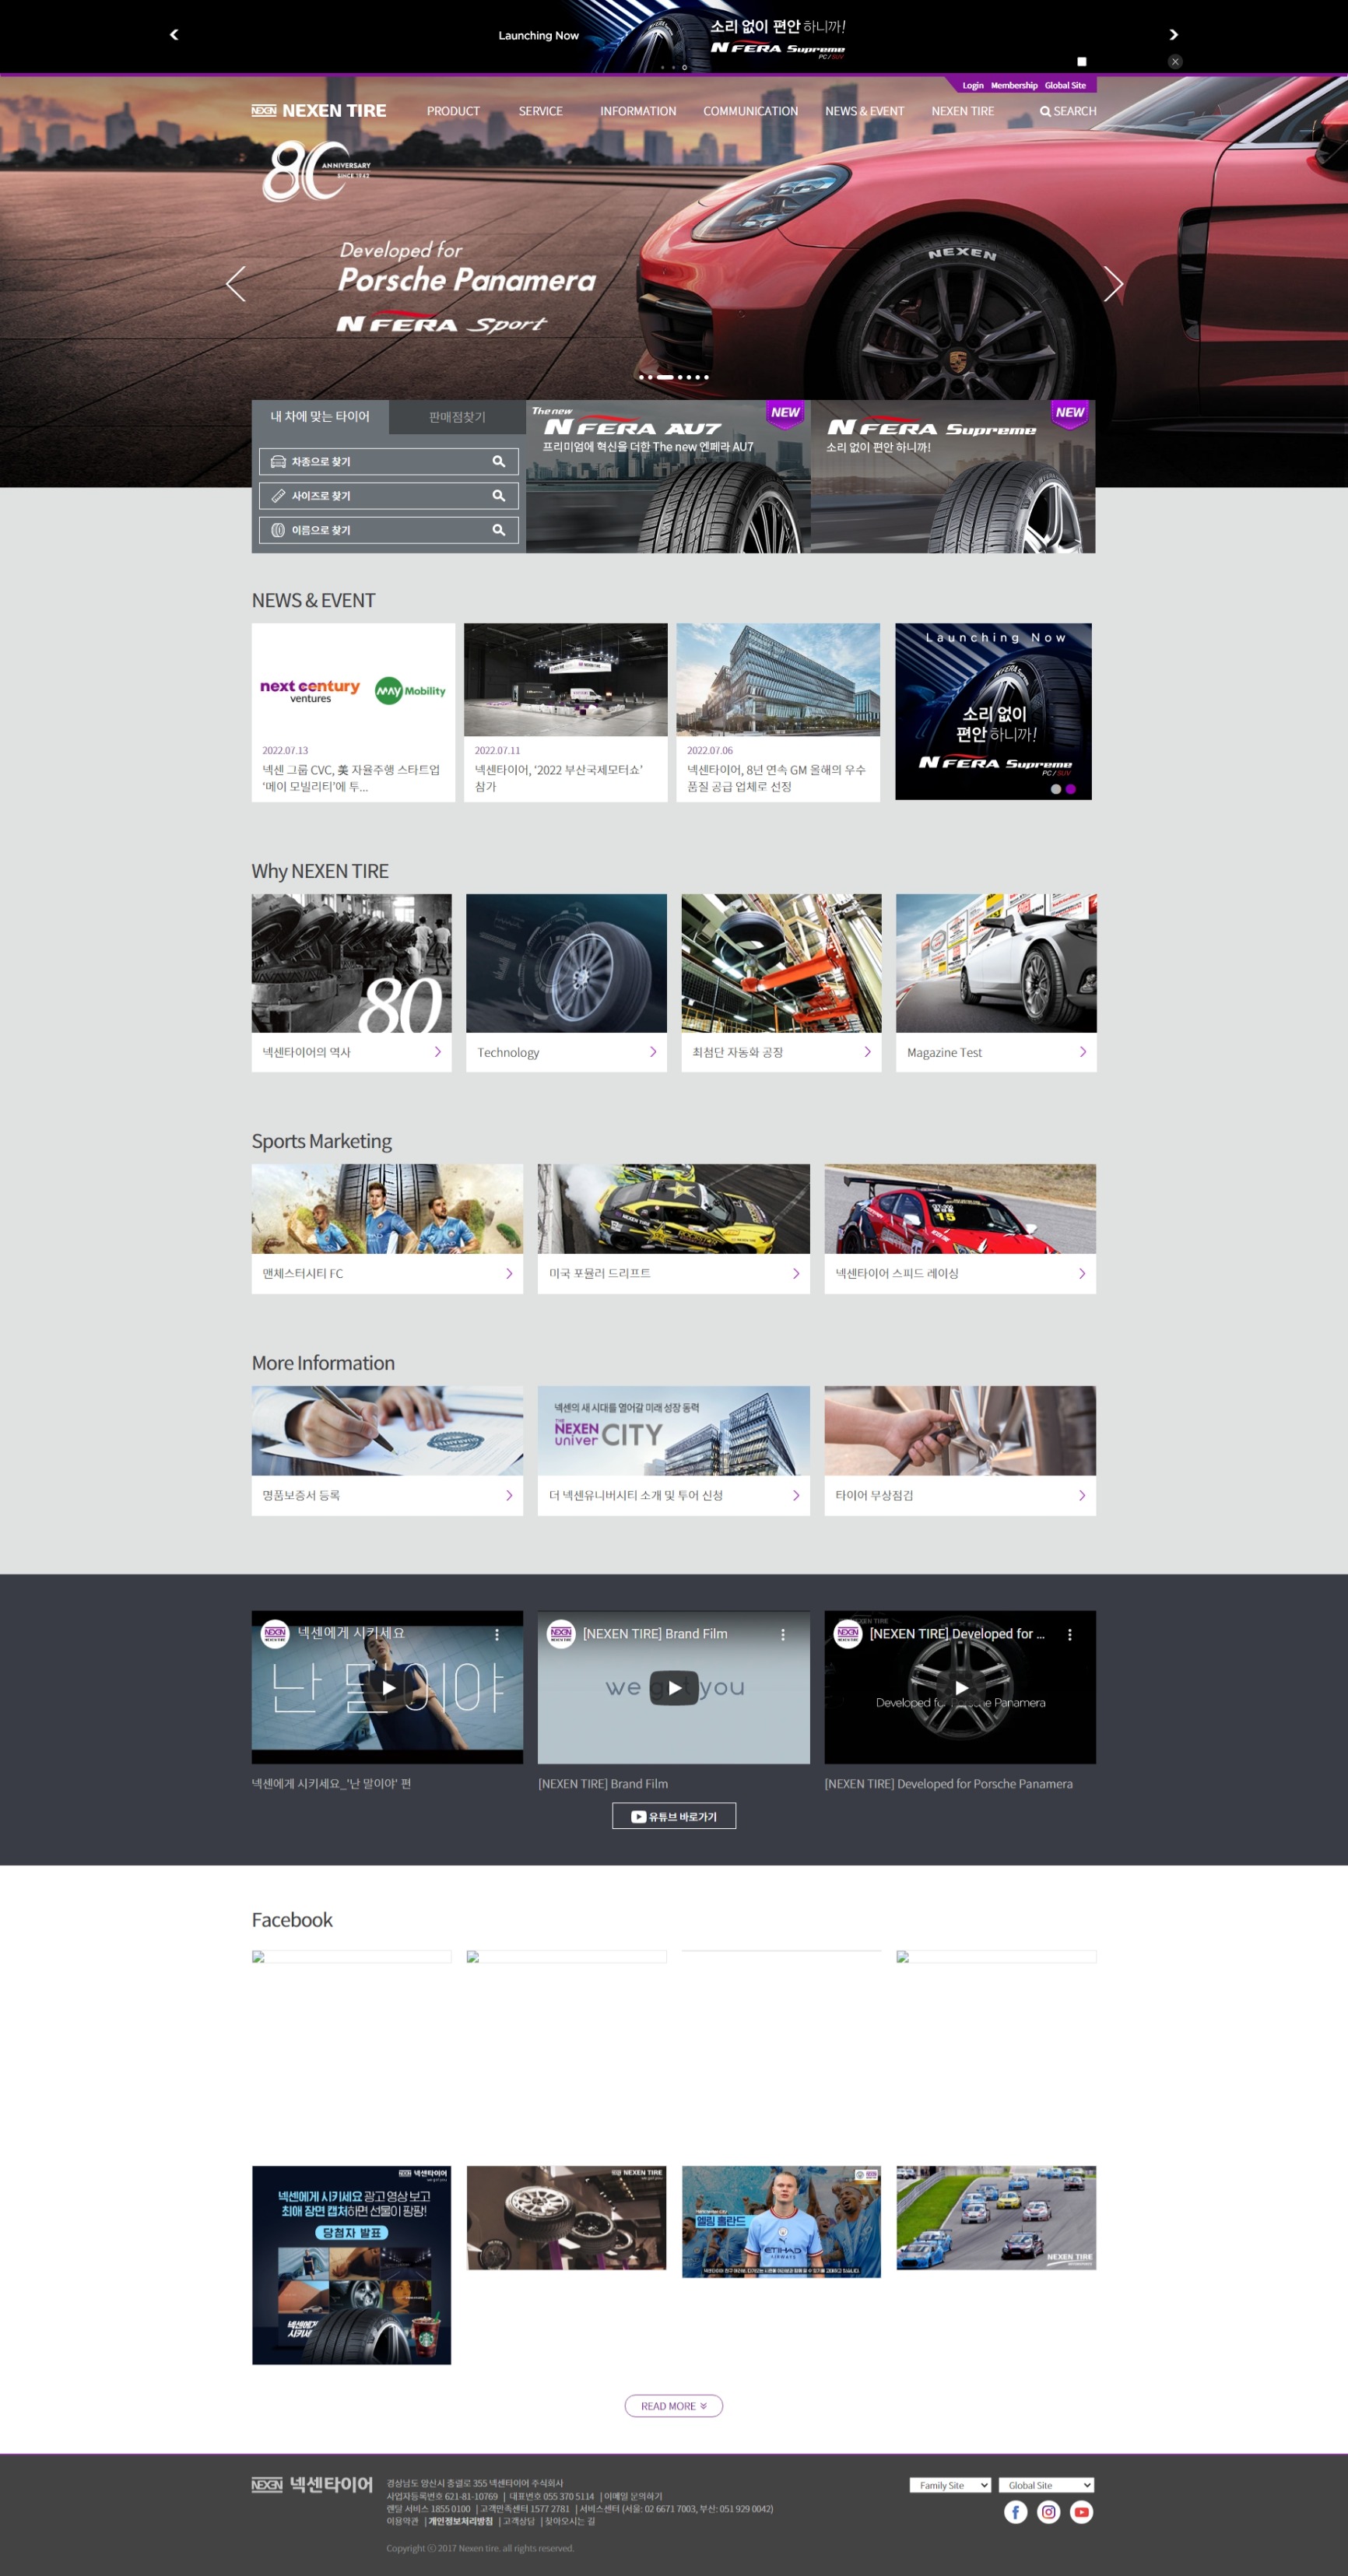 Launching Now
소리 없이 편안 하니까!
N FERA Supreme
PC / SUV
Login Membership Global Site
NEXEN NEXEN TIRE
PRODUCT SERVICE INFORMATION COMMUNICATION NEWS & EVENT NEXEN TIRE SEARCH
80 ANNIVERSARY
SINCE 1942
NEXEN
Developed for
Porsche Panamera
N FERA Sport
내 차에 맞는 타이어
판매점찾기
차종으로 찾기
사이즈로 찾기
이름으로 찾기
The new
N FERA AU7
NEW
프리미엄에 혁신을 더한 The new 엔페라 AU7
N FERA Supreme
NEW
소리 없이 편안 하니까!
NEWS & EVENT
next century
ventures
MAY Mobility
2022.07.13
넥센 그룹 CVC, 美 자율주행 스타트업
‘메이 모빌리티’에 투...
2022.07.11
넥센타이어, ‘2022 부산국제모터쇼’
참가
2022.07.06
넥센타이어, 8년 연속 GM 올해의 우수
품질 공급 업체로 선정
Launching Now
소리 없이
편안 하니까!
N FERA Supreme
PC / SUV
Why NEXEN TIRE
80
넥센타이어의 역사
Technology
최첨단 자동화 공장
Magazine Test
Sports Marketing
맨체스터시티 FC
미국 포뮬러 드리프트
15
넥센타이어 스피드 레이싱
More Information
명품보증서 등록
넥센의 새 시대를 열어갈 미래 성장 동력
THE
NEXEN
univer CITY
더 넥센유니버시티 소개 및 투어 신청
타이어 무상점검
넥센에게 시키세요
난 말이야
넥센에게 시키세요_'난 말이야' 편
[NEXEN TIRE] Brand Film
we got you
[NEXEN TIRE] Brand Film
[NEXEN TIRE] Developed for ...
[NEXEN TIRE] Developed for Porsche Panamera
유튜브 바로가기
Facebook
넥센타이어
넥센에게 시키세요 광고 영상 보고
최애 장면 캡처하면 선물이 팡팡!
당첨자 발표
NEXEN TIRE
엘링 홀란드
ETIHAD
AIRWAYS
NEXEN TIRE
READ MORE
NEXEN 넥센타이어
경상남도 양산시 충렬로 355 넥센타이어 주식회사
사업자등록번호 621-81-10769 | 대표번호 055 370 5114 | 이메일 문의하기
렌탈 서비스 1855 0100 | 고객만족센터 1577 2781 | 서비스센터 (서울: 02 6671 7003, 부산: 051 929 0042)
이용약관 | 개인정보처리방침 | 고객상담 | 찾아오시는 길
Copyright ⓒ 2017 Nexen tire. all rights reserved.
Family Site
Global Site